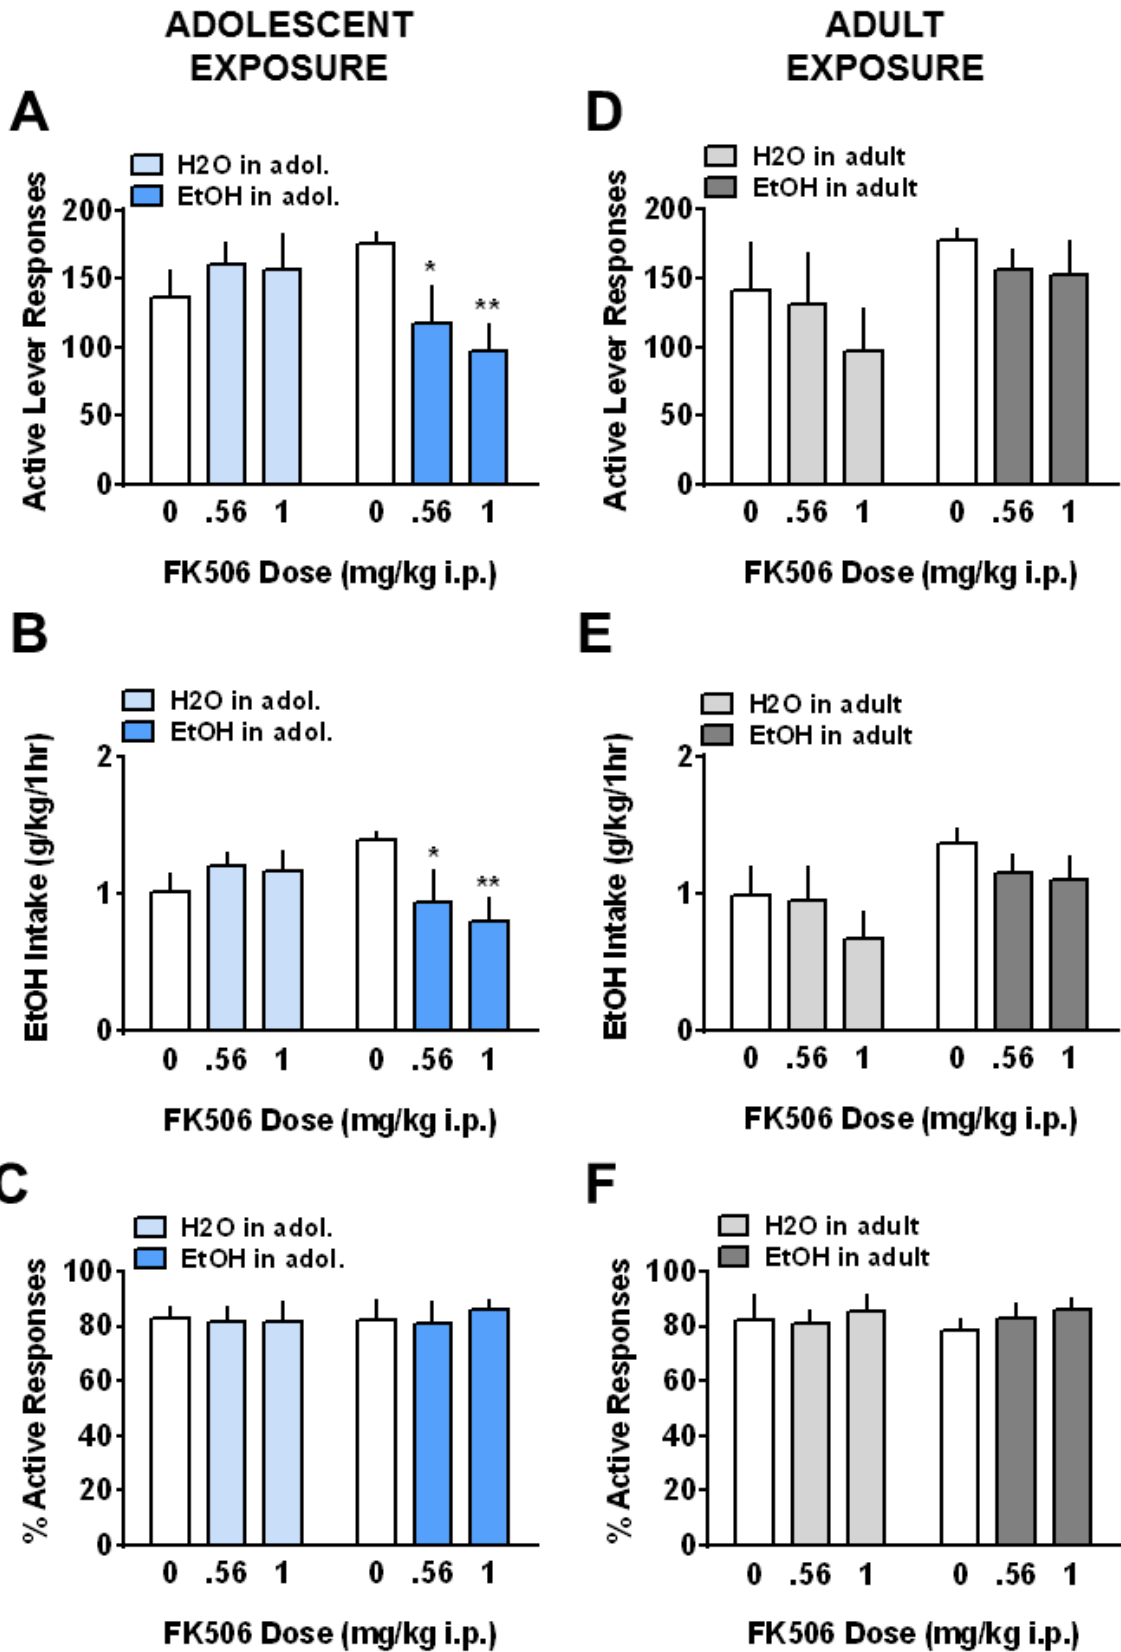 ADOLESCENT
EXPOSURE
ADULT
EXPOSURE
A
H2O in adol.
EtOH in adol.
Active Lever Responses
200
150
100
50
0
*
**
0 .56 1 0 .56 1
FK506 Dose (mg/kg i.p.)
D
H2O in adult
EtOH in adult
Active Lever Responses
200
150
100
50
0
0 .56 1 0 .56 1
FK506 Dose (mg/kg i.p.)
B
H2O in adol.
EtOH in adol.
EtOH Intake (g/kg/1hr)
2
1
0
*
**
0 .56 1 0 .56 1
FK506 Dose (mg/kg i.p.)
E
H2O in adult
EtOH in adult
EtOH Intake (g/kg/1hr)
2
1
0
0 .56 1 0 .56 1
FK506 Dose (mg/kg i.p.)
C
H2O in adol.
EtOH in adol.
% Active Responses
100
80
60
40
20
0
0 .56 1 0 .56 1
FK506 Dose (mg/kg i.p.)
F
H2O in adult
EtOH in adult
% Active Responses
100
80
60
40
20
0
0 .56 1 0 .56 1
FK506 Dose (mg/kg i.p.)